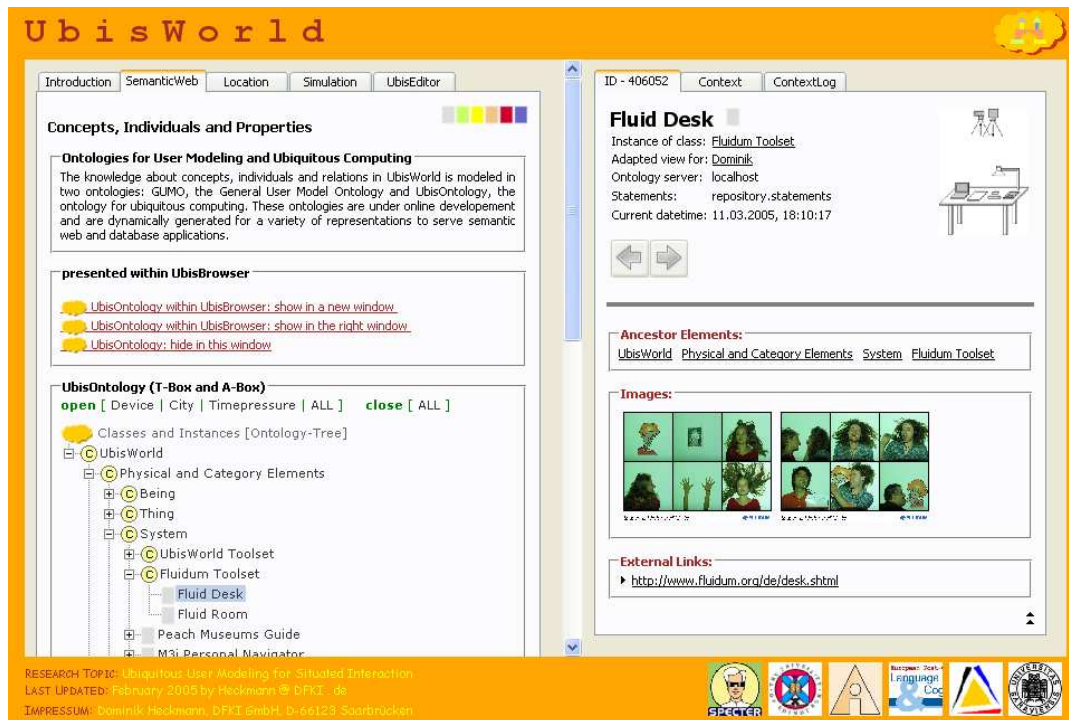 UbisWorld
Introduction SemanticWeb Location Simulation UbisEditor
Concepts, Individuals and Properties
Ontologies for User Modeling and Ubiquitous Computing
The knowledge about concepts, individuals and relations in UbisWorld is modeled in
two ontologies: GUMO, the General User Model Ontology and UbisOntology, the
ontology for ubiquitous computing. These ontologies are under online developement
and are dynamically generated for a variety of representations to serve semantic
web and database applications.
presented within UbisBrowser
UbisOntology within UbisBrowser: show in a new window
UbisOntology within UbisBrowser: show in the right window
UbisOntology: hide in this window
UbisOntology (T-Box and A-Box)
open [ Device | City | Timepressure | ALL ] close [ ALL ]
Classes and Instances [Ontology-Tree]
C UbisWorld
C Physical and Category Elements
C Being
C Thing
C System
C UbisWorld Toolset
C Fluidum Toolset
Fluid Desk
Fluid Room
Peach Museums Guide
M3i Personal Navigator
ID - 406052 Context ContextLog
Fluid Desk
Instance of class: Fluidum Toolset
Adapted view for: Dominik
Ontology server: localhost
Statements: repository.statements
Current datetime: 11.03.2005, 18:10:17
Ancestor Elements:
UbisWorld Physical and Category Elements System Fluidum Toolset
Images:
External Links:
http://www.fluidum.org/de/desk.shtml
RESEARCH TOPIC: Ubiquitous User Modeling for Situated Interaction
LAST UPDATED: February 2005 by Heckmann @ DFKI . de
IMPRESSUM: Dominik Heckmann, DFKI GmbH, D-66123 Saarbrücken
SPECTER
European Post-
Language
& Cog